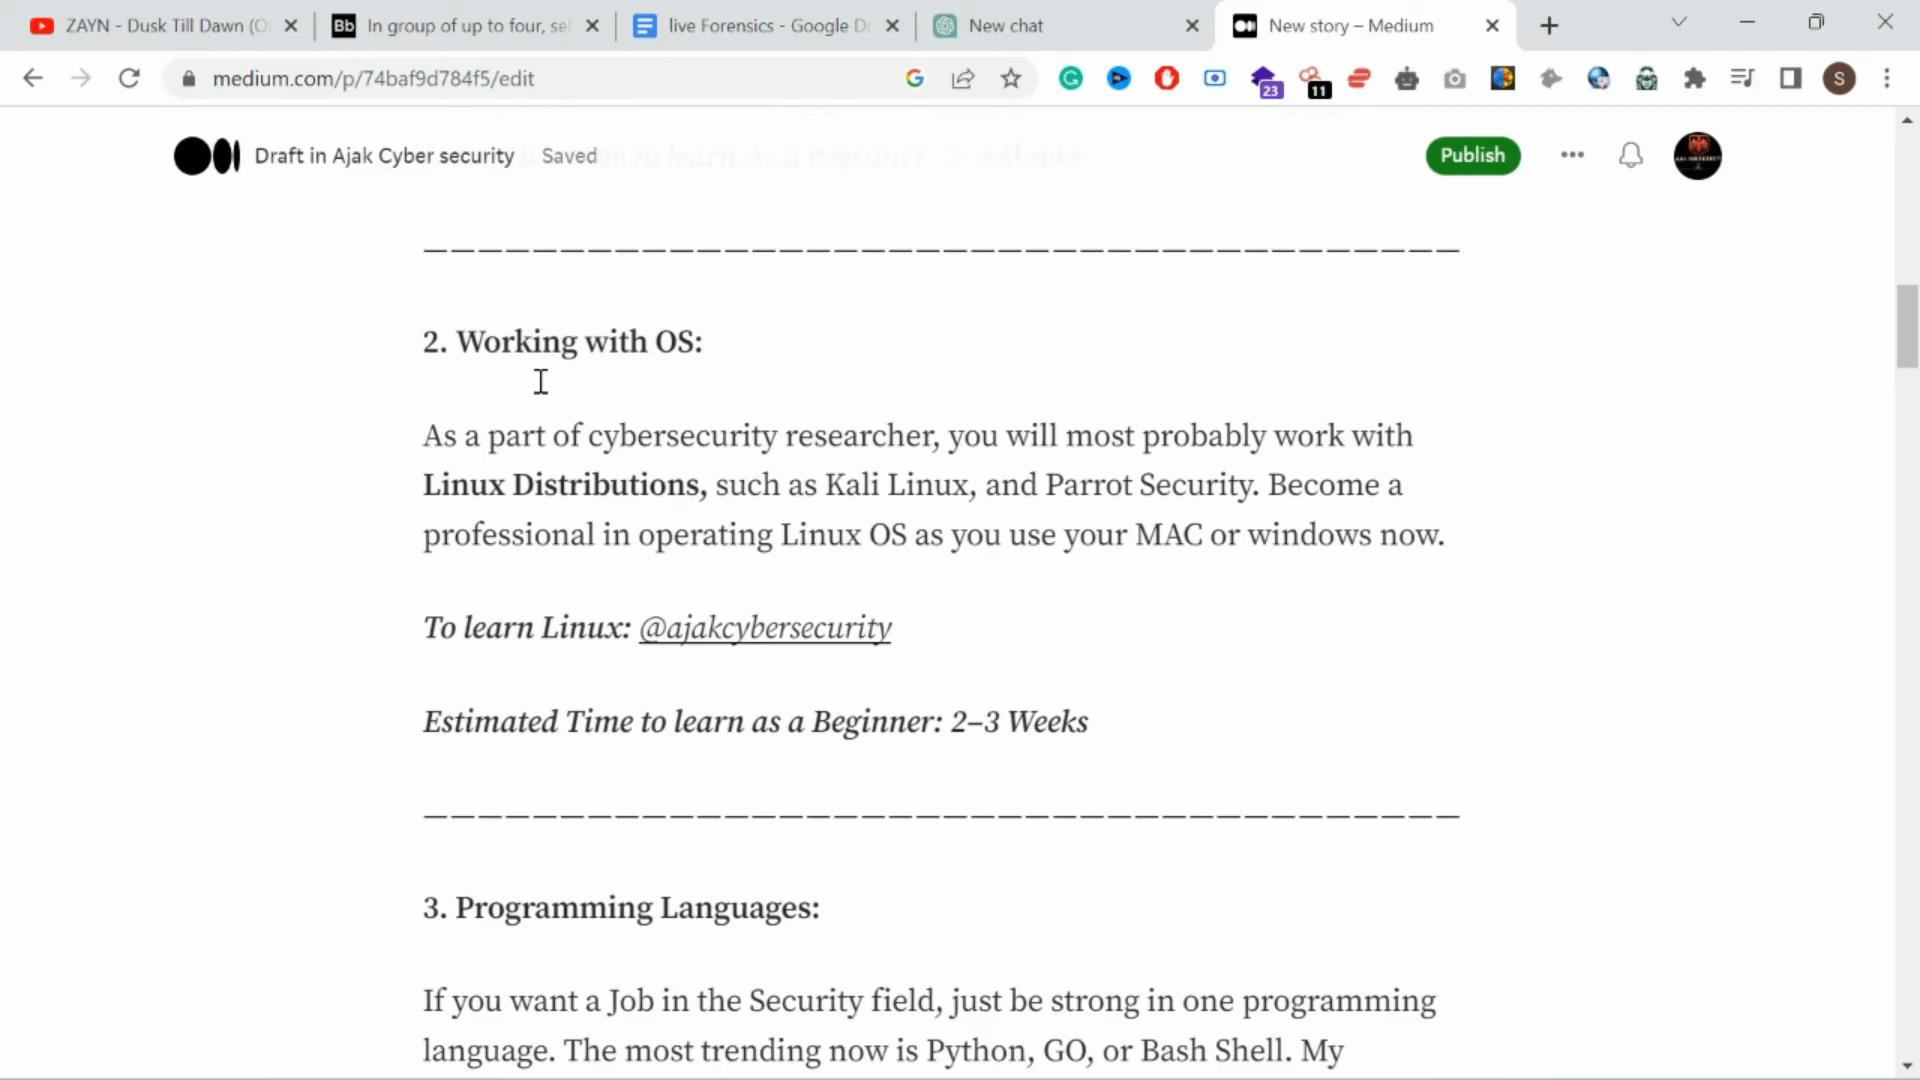 ZAYN - Dusk Till Dawn (O
Bb In group of up to four, sel
live Forensics - Google Do
New chat
New story – Medium
medium.com/p/74baf9d784f5/edit
23
11
S
Draft in Ajak Cyber security Saved
Publish
2. Working with OS:
As a part of cybersecurity researcher, you will most probably work with
Linux Distributions, such as Kali Linux, and Parrot Security. Become a
professional in operating Linux OS as you use your MAC or windows now.
To learn Linux: @ajakcybersecurity
Estimated Time to learn as a Beginner: 2–3 Weeks
3. Programming Languages:
If you want a Job in the Security field, just be strong in one programming
language. The most trending now is Python, GO, or Bash Shell. My